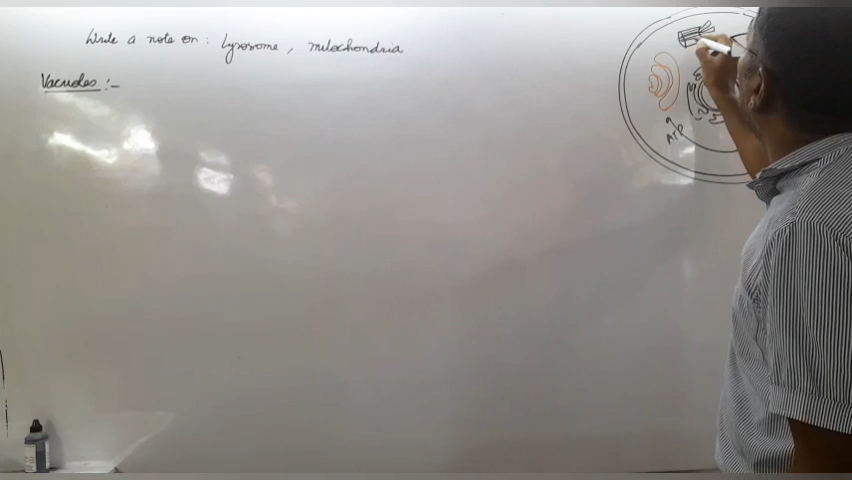 Write a note on : Lysosome , mitochondria
Vacuoles :-
ATP